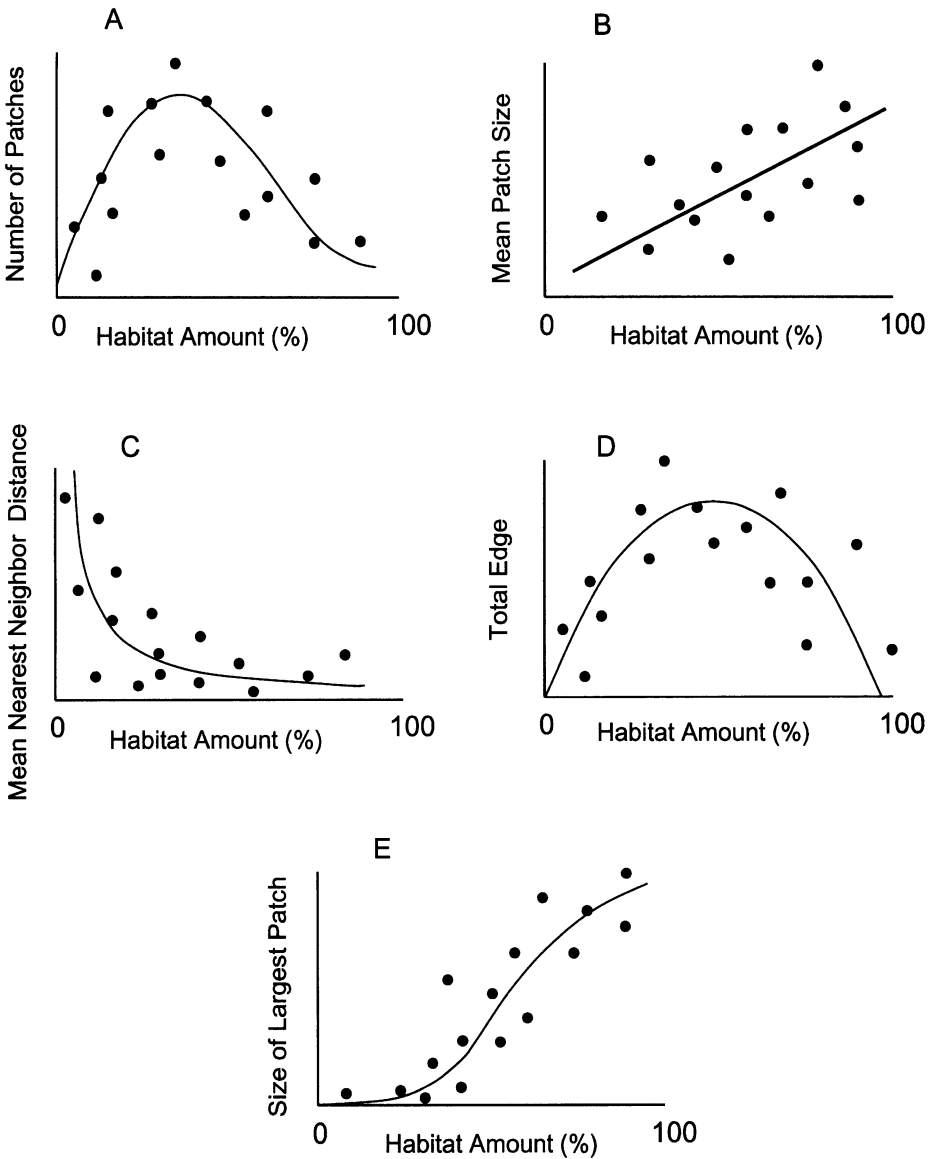 A
Number of Patches
0
100
Habitat Amount (%)
B
Mean Patch Size
0
100
Habitat Amount (%)
C
Mean Nearest Neighbor Distance
0
100
Habitat Amount (%)
D
Total Edge
0
100
Habitat Amount (%)
E
Size of Largest Patch
0
100
Habitat Amount (%)